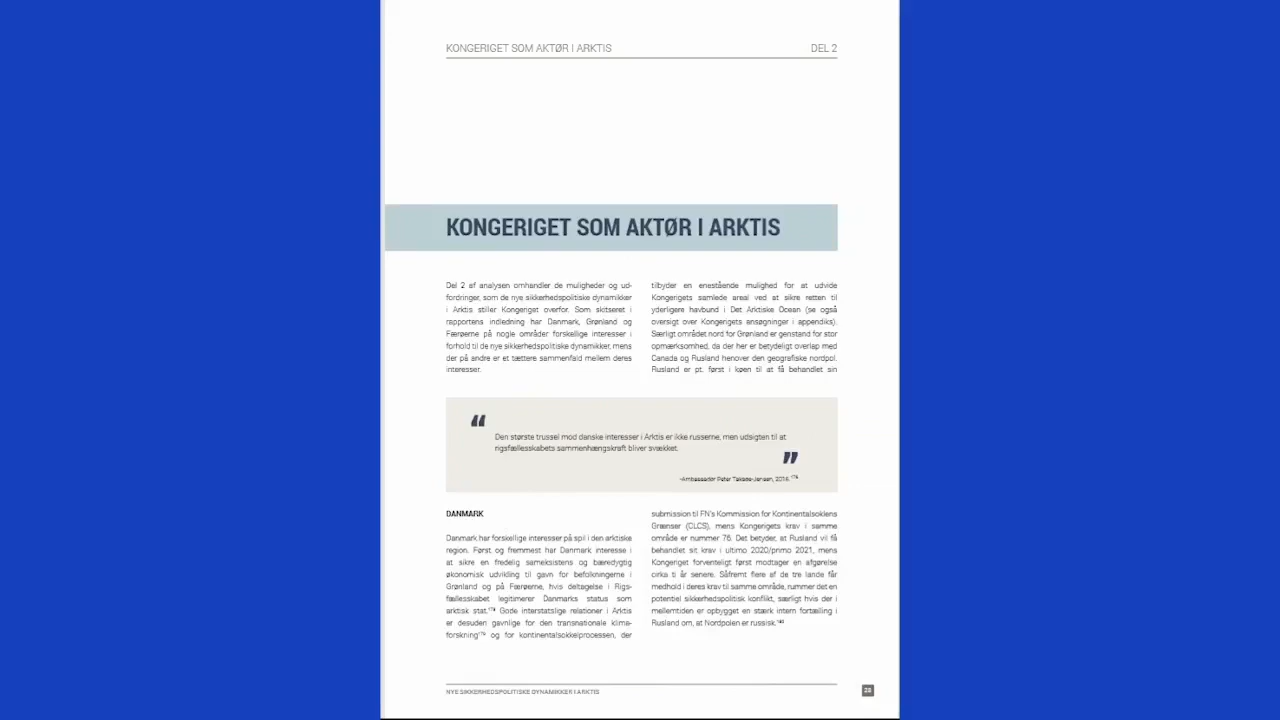 KONGERIGET SOM AKTØR I ARKTIS
DEL 2
KONGERIGET SOM AKTØR I ARKTIS
Del 2 af analysen omhandler de muligheder og ud-
fordringer, som de nye sikkerhedspolitiske dynamikker
i Arktis stiller Kongeriget overfor. Som skitseret i
rapportens indledning har Danmark, Grønland og
Færøerne på nogle områder forskellige interesser i
forhold til de nye sikkerhedspolitiske dynamikker, mens
der på andre er et tættere sammenfald mellem deres
interesser.
tilbyder en enestående mulighed for at udvide
Kongerigets samlede areal ved at sikre retten til
yderligere havbund i Det Arktiske Ocean (se også
oversigt over Kongerigets ansøgninger i appendiks).
Særligt området nord for Grønland er genstand for stor
opmærksomhed, da der her er betydeligt overlap med
Canada og Rusland henover den geografiske nordpol.
Rusland er pt. først i køen til at få behandlet sin
“
Den største trussel mod danske interesser i Arktis er ikke russerne, men udsigten til at
rigsfællesskabets sammenhængskraft bliver svækket.
”
-Ambassadør Peter Taksøe-Jensen, 2016.¹⁷⁸
DANMARK
Danmark har forskellige interesser på spil i den arktiske
region. Først og fremmest har Danmark interesse i
at sikre en fredelig sameksistens og bæredygtig
økonomisk udvikling til gavn for befolkningerne i
Grønland og på Færøerne, hvis deltagelse i Rigs-
fællesskabet legitimerer Danmarks status som
arktisk stat.¹⁷⁹ Gode interstatslige relationer i Arktis
er desuden gavnlige for den transnationale klima-
forskning og for kontinentalsokkelprocessen, der
submission til FN's Kommission for Kontinentalsoklens
Grænser (CLCS), mens Kongerigets krav i samme
område er nummer 76. Det betyder, at Rusland vil få
behandlet sit krav i ultimo 2020/primo 2021, mens
Kongeriget forventeligt først modtager en afgørelse
cirka ti år senere. Såfremt flere af de tre lande får
medhold i deres krav til samme område, rummer det en
potentiel sikkerhedspolitisk konflikt, særligt hvis der i
mellemtiden er opbygget en stærk intern fortælling i
Rusland om, at Nordpolen er russisk.
NYE SIKKERHEDSPOLITISKE DYNAMIKKER I ARKTIS